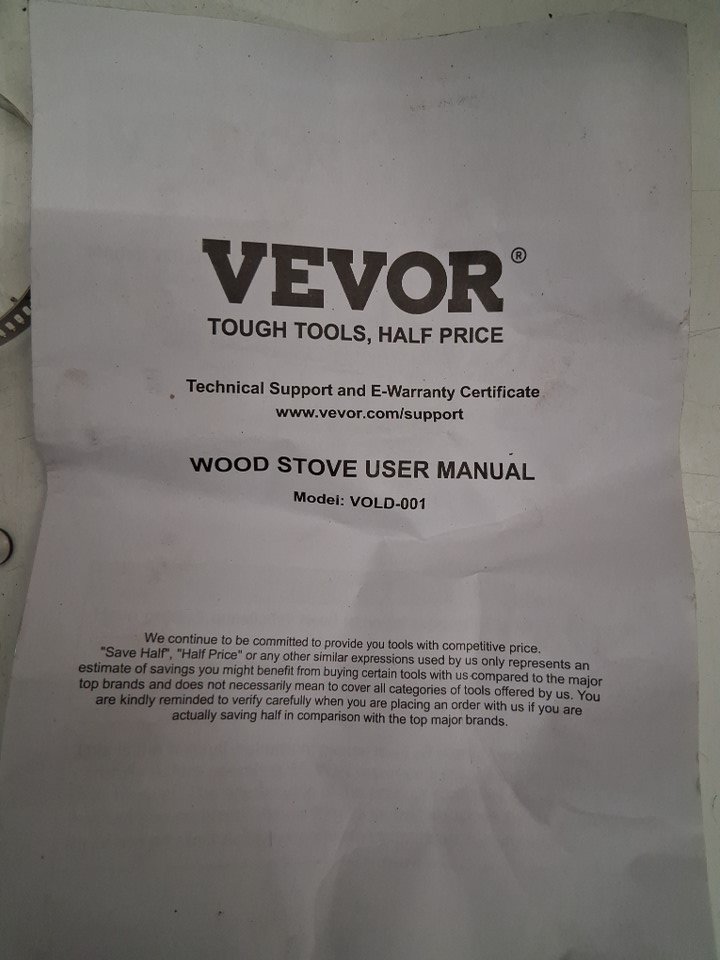 VEVOR®
TOUGH TOOLS, HALF PRICE
Technical Support and E-Warranty Certificate
www.vevor.com/support
WOOD STOVE USER MANUAL
Model: VOLD-001
We continue to be committed to provide you tools with competitive price.
"Save Half", "Half Price" or any other similar expressions used by us only represents an
estimate of savings you might benefit from buying certain tools with us compared to the major
top brands and does not necessarily mean to cover all categories of tools offered by us. You
are kindly reminded to verify carefully when you are placing an order with us if you are
actually saving half in comparison with the top major brands.